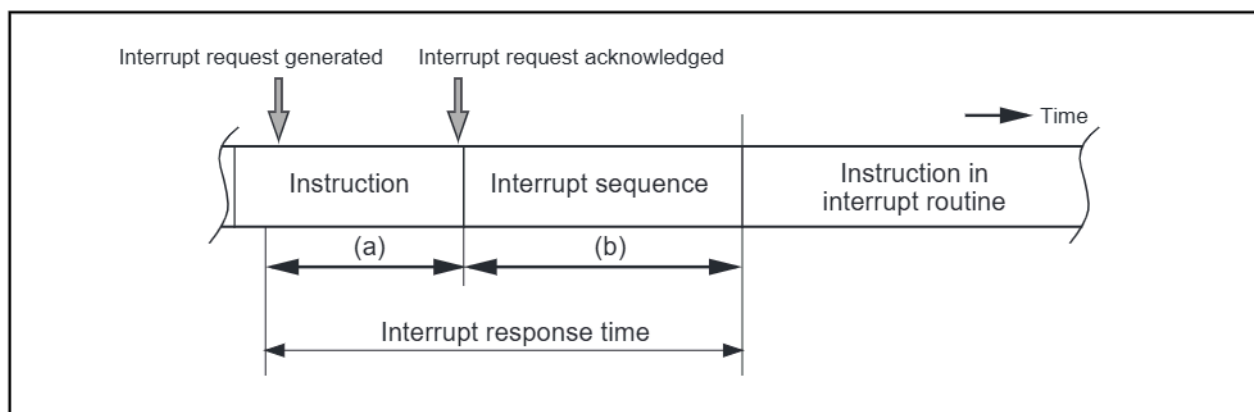 Interrupt request generated
Interrupt request acknowledged
Time
Instruction
Interrupt sequence
Instruction in
interrupt routine
(a)
(b)
Interrupt response time